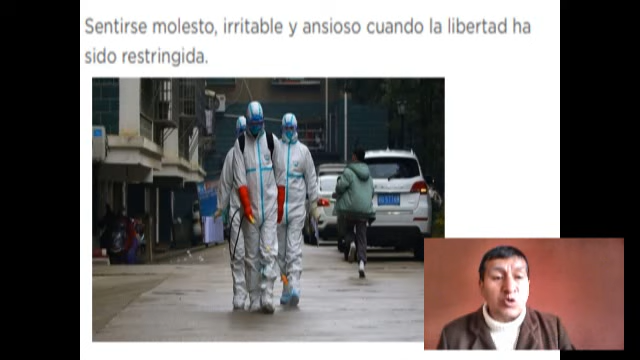 Sentirse molesto, irritable y ansioso cuando la libertad ha
sido restringida.